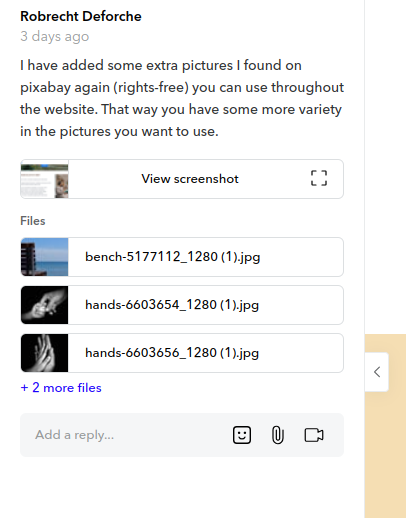 Robrecht Deforche
3 days ago
I have added some extra pictures I found on
pixabay again (rights-free) you can use throughout
the website. That way you have some more variety
in the pictures you want to use.
View screenshot
Files
bench-5177112_1280 (1).jpg
hands-6603654_1280 (1).jpg
hands-6603656_1280 (1).jpg
+ 2 more files
Add a reply...